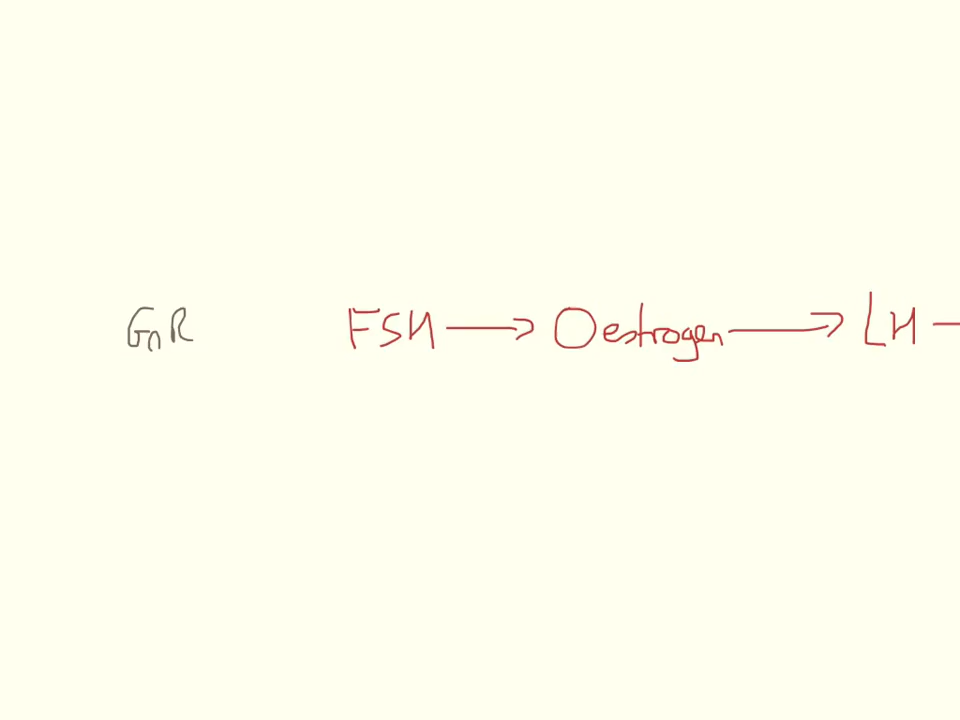 GnR FSH → Oestrogen → LH